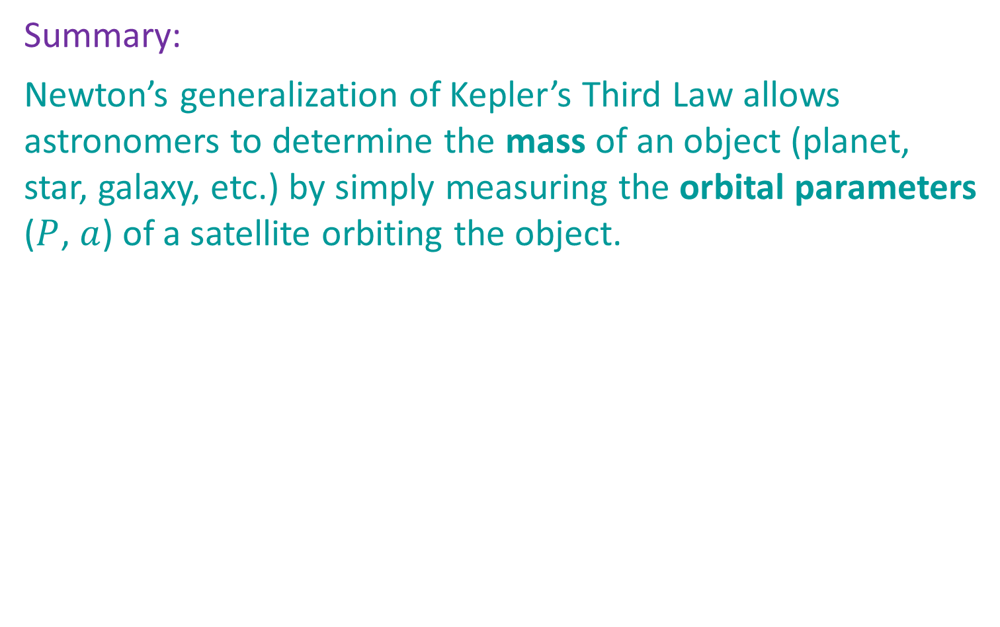 Summary:
Newton’s generalization of Kepler’s Third Law allows
astronomers to determine the mass of an object (planet,
star, galaxy, etc.) by simply measuring the orbital parameters
(P, a) of a satellite orbiting the object.